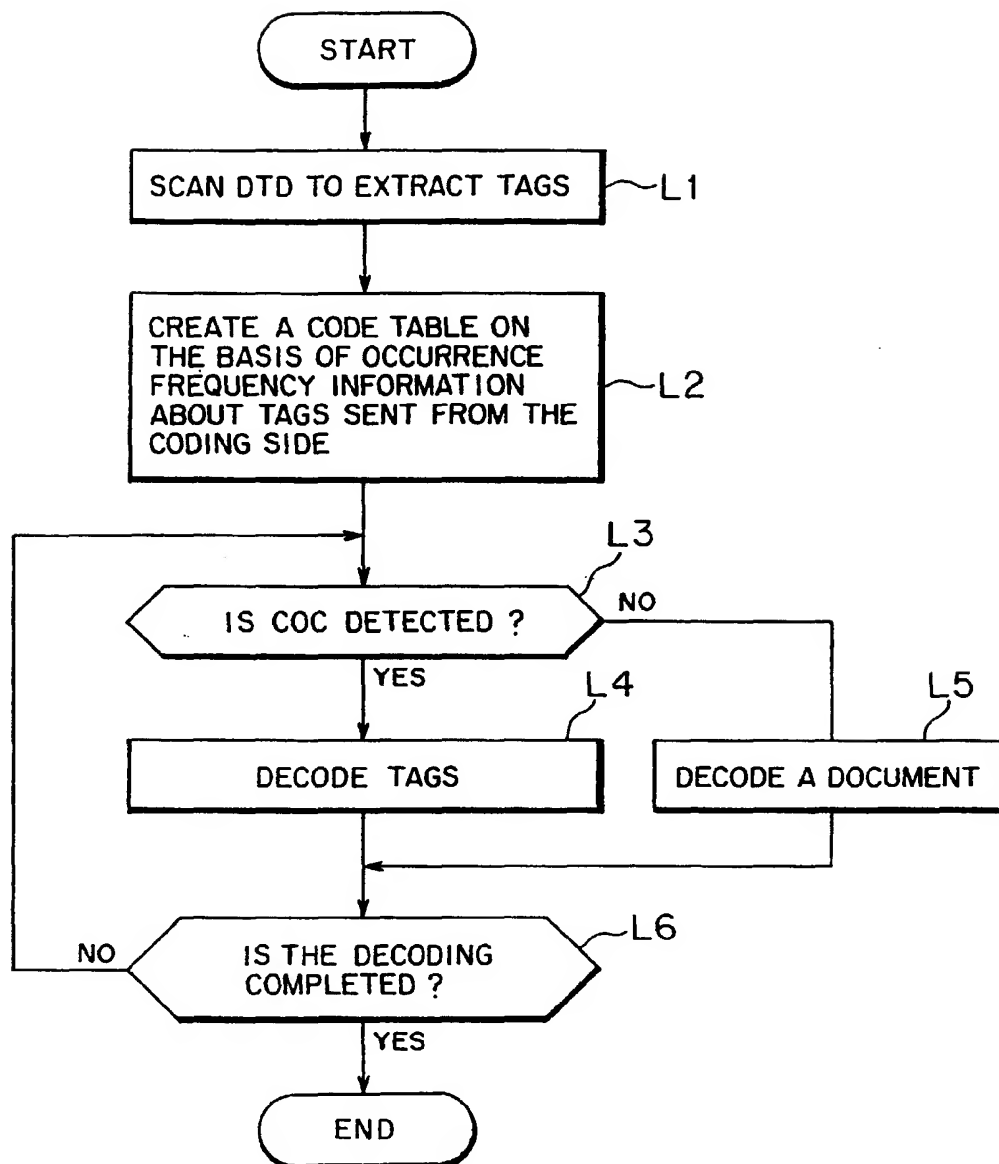 START
SCAN DTD TO EXTRACT TAGS
L1
CREATE A CODE TABLE ON
THE BASIS OF OCCURRENCE
FREQUENCY INFORMATION
ABOUT TAGS SENT FROM THE
CODING SIDE
L2
L3
IS COC DETECTED ?
NO
YES
L4
L5
DECODE TAGS
DECODE A DOCUMENT
L6
NO
IS THE DECODING
COMPLETED ?
YES
END